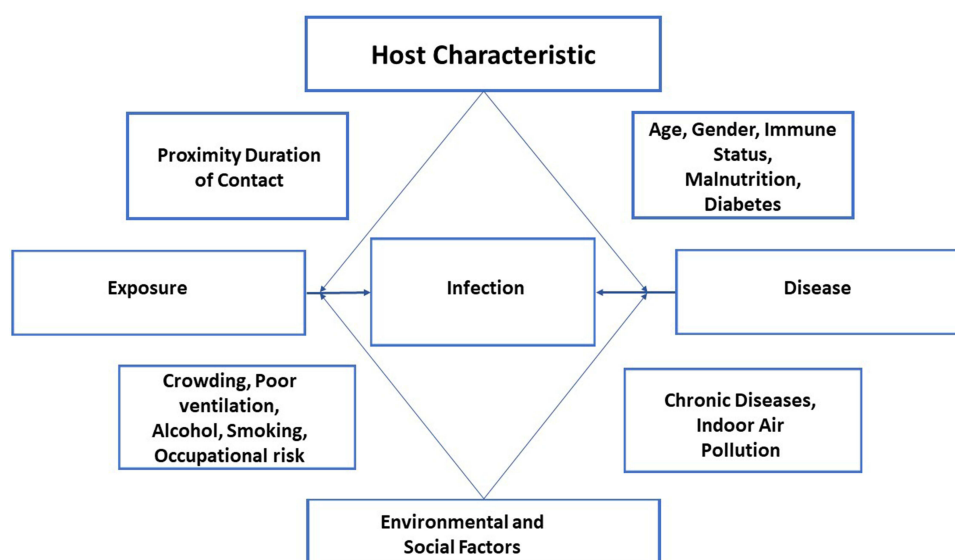 Host Characteristic
Proximity Duration
of Contact
Age, Gender, Immune
Status,
Malnutrition,
Diabetes
Exposure
Infection
Disease
Crowding, Poor
ventilation,
Alcohol, Smoking,
Occupational risk
Chronic Diseases,
Indoor Air
Pollution
Environmental and
Social Factors